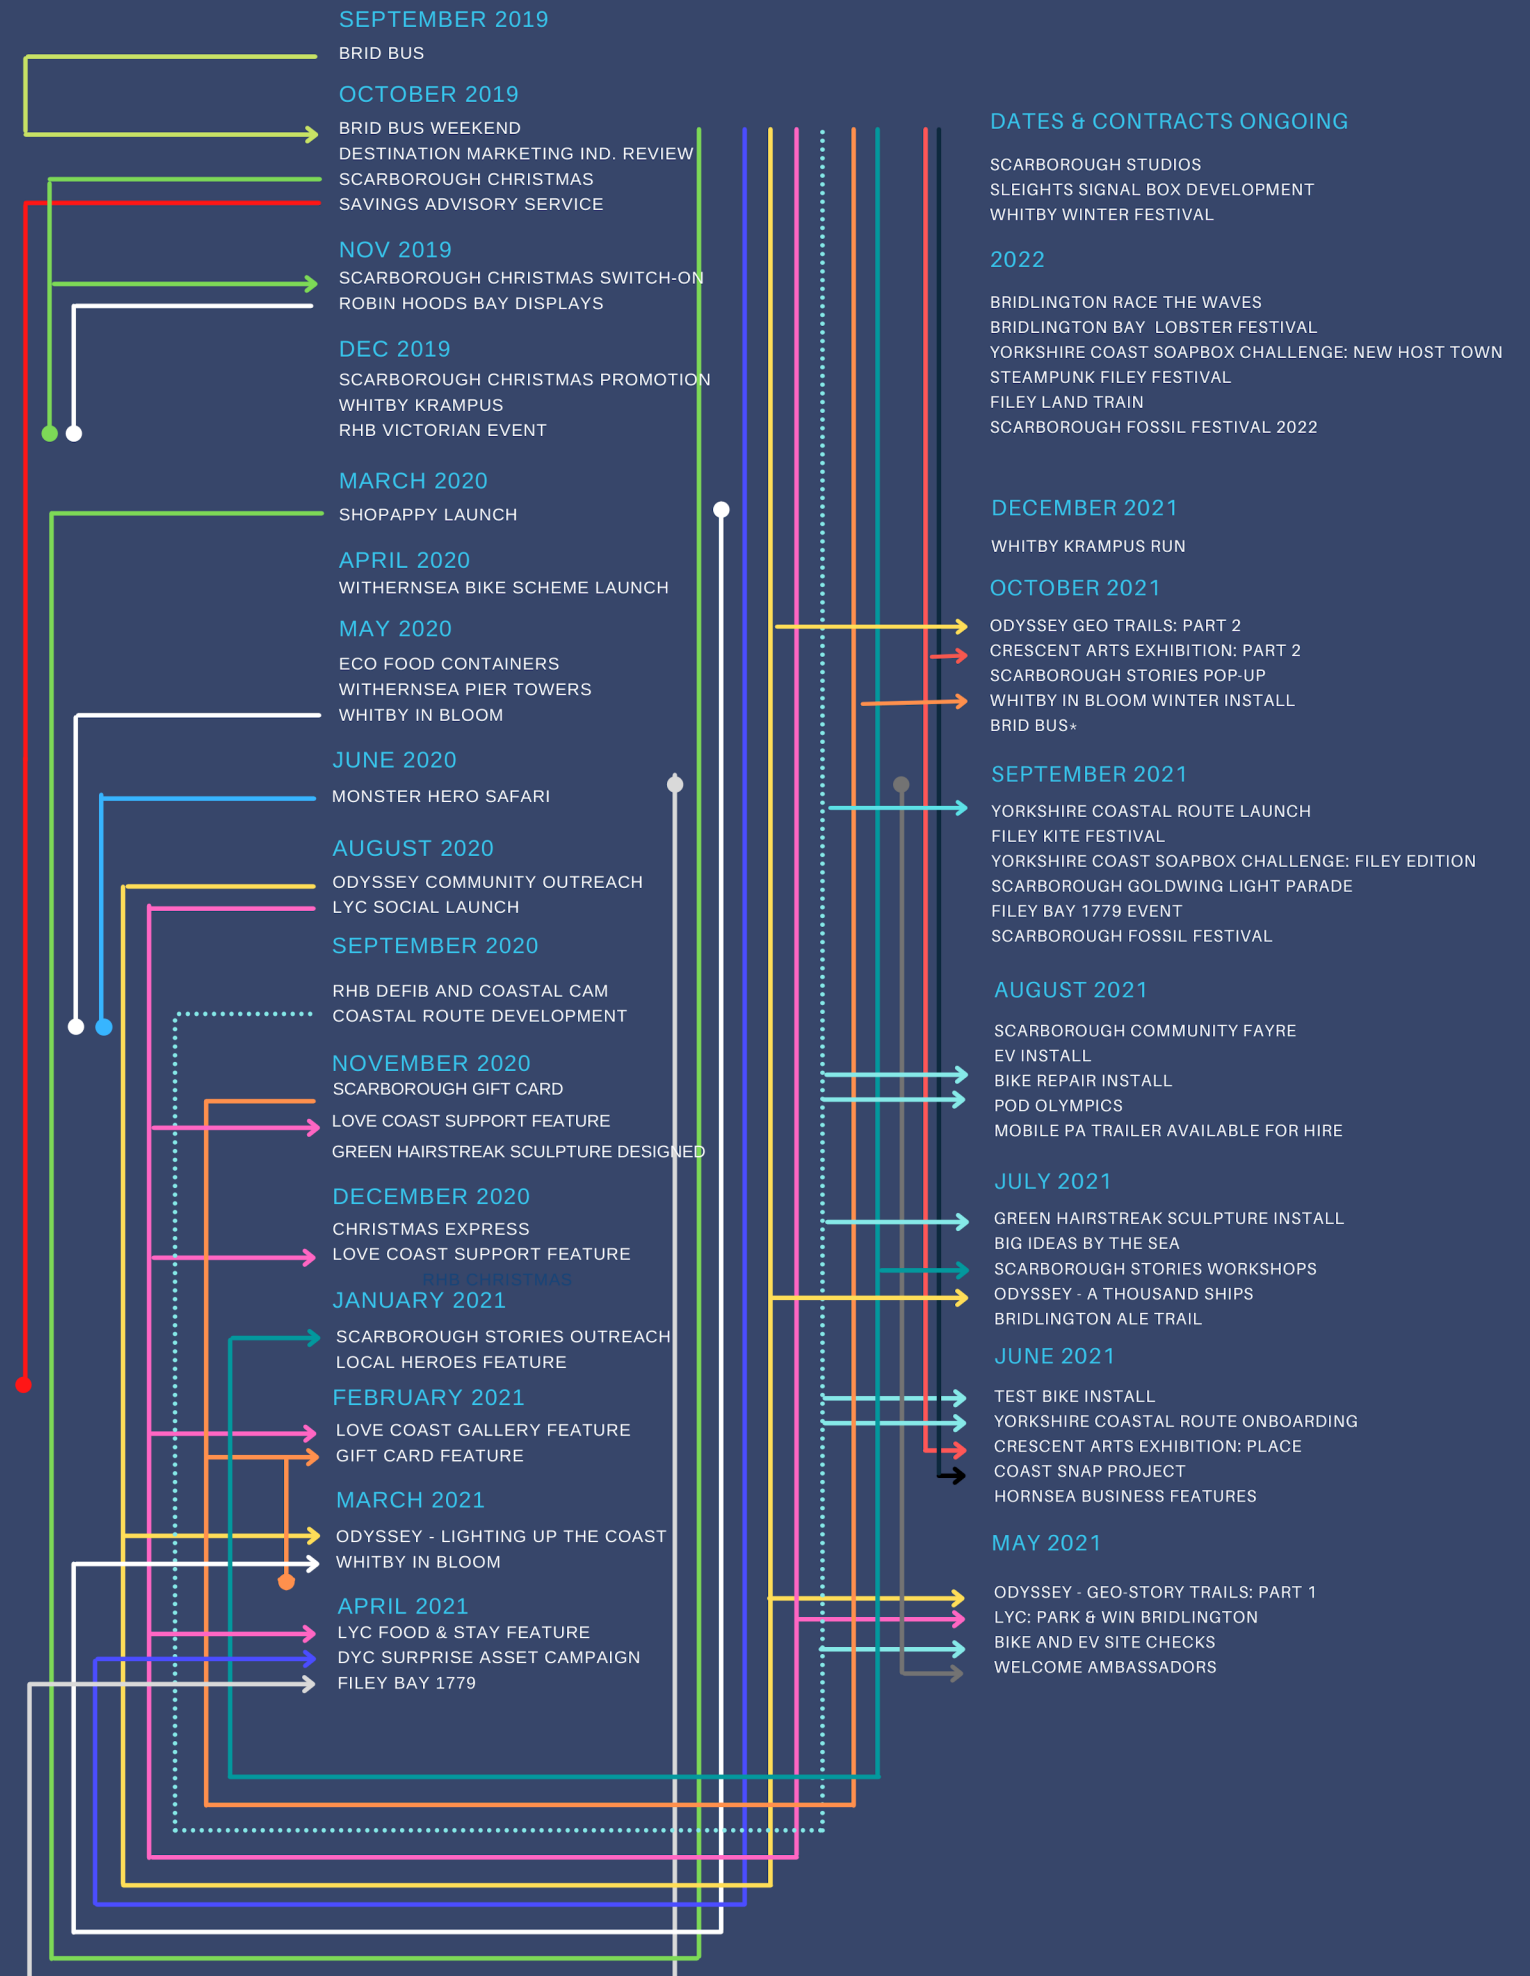 SEPTEMBER 2019
BRID BUS
OCTOBER 2019
BRID BUS WEEKEND
DESTINATION MARKETING IND. REVIEW
SCARBOROUGH CHRISTMAS
SAVINGS ADVISORY SERVICE
NOV 2019
SCARBOROUGH CHRISTMAS SWITCH-ON
ROBIN HOODS BAY DISPLAYS
DEC 2019
SCARBOROUGH CHRISTMAS PROMOTION
WHITBY KRAMPUS
RHB VICTORIAN EVENT
MARCH 2020
SHOPAPPY LAUNCH
APRIL 2020
WITHERNSEA BIKE SCHEME LAUNCH
MAY 2020
ECO FOOD CONTAINERS
WITHERNSEA PIER TOWERS
WHITBY IN BLOOM
JUNE 2020
MONSTER HERO SAFARI
AUGUST 2020
ODYSSEY COMMUNITY OUTREACH
LYC SOCIAL LAUNCH
SEPTEMBER 2020
RHB DEFIB AND COASTAL CAM
COASTAL ROUTE DEVELOPMENT
NOVEMBER 2020
SCARBOROUGH GIFT CARD
LOVE COAST SUPPORT FEATURE
GREEN HAIRSTREAK SCULPTURE DESIGNED
DECEMBER 2020
CHRISTMAS EXPRESS
LOVE COAST SUPPORT FEATURE
RHB CHRISTMAS
JANUARY 2021
SCARBOROUGH STORIES OUTREACH
LOCAL HEROES FEATURE
FEBRUARY 2021
LOVE COAST GALLERY FEATURE
GIFT CARD FEATURE
MARCH 2021
ODYSSEY - LIGHTING UP THE COAST
WHITBY IN BLOOM
APRIL 2021
LYC FOOD & STAY FEATURE
DYC SURPRISE ASSET CAMPAIGN
FILEY BAY 1779
DATES & CONTRACTS ONGOING
SCARBOROUGH STUDIOS
SLEIGHTS SIGNAL BOX DEVELOPMENT
WHITBY WINTER FESTIVAL
2022
BRIDLINGTON RACE THE WAVES
BRIDLINGTON BAY LOBSTER FESTIVAL
YORKSHIRE COAST SOAPBOX CHALLENGE: NEW HOST TOWN
STEAMPUNK FILEY FESTIVAL
FILEY LAND TRAIN
SCARBOROUGH FOSSIL FESTIVAL 2022
DECEMBER 2021
WHITBY KRAMPUS RUN
OCTOBER 2021
ODYSSEY GEO TRAILS: PART 2
CRESCENT ARTS EXHIBITION: PART 2
SCARBOROUGH STORIES POP-UP
WHITBY IN BLOOM WINTER INSTALL
BRID BUS*
SEPTEMBER 2021
YORKSHIRE COASTAL ROUTE LAUNCH
FILEY KITE FESTIVAL
YORKSHIRE COAST SOAPBOX CHALLENGE: FILEY EDITION
SCARBOROUGH GOLDWING LIGHT PARADE
FILEY BAY 1779 EVENT
SCARBOROUGH FOSSIL FESTIVAL
AUGUST 2021
SCARBOROUGH COMMUNITY FAYRE
EV INSTALL
BIKE REPAIR INSTALL
POD OLYMPICS
MOBILE PA TRAILER AVAILABLE FOR HIRE
JULY 2021
GREEN HAIRSTREAK SCULPTURE INSTALL
BIG IDEAS BY THE SEA
SCARBOROUGH STORIES WORKSHOPS
ODYSSEY - A THOUSAND SHIPS
BRIDLINGTON ALE TRAIL
JUNE 2021
TEST BIKE INSTALL
YORKSHIRE COASTAL ROUTE ONBOARDING
CRESCENT ARTS EXHIBITION: PLACE
COAST SNAP PROJECT
HORNSEA BUSINESS FEATURES
MAY 2021
ODYSSEY - GEO-STORY TRAILS: PART 1
LYC: PARK & WIN BRIDLINGTON
BIKE AND EV SITE CHECKS
WELCOME AMBASSADORS